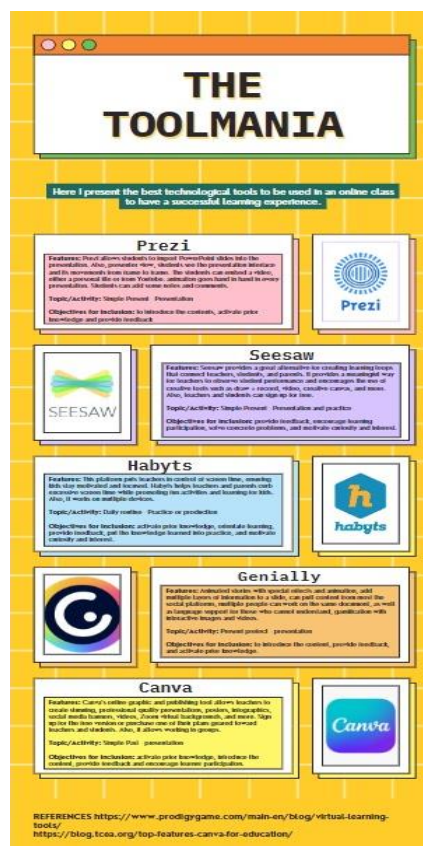 THE
TOOLMANIA
Here I present the best technological tools to be used in an online class
to have a successful learning experience.
Prezi
Features: Prezi allows students to import PowerPoint slides into the
presentation. Also, presenter view, students see the presentation interface
and its movements from frame to frame. The students can embed a video,
either a personal file or from Youtube. animation goes hand in hand in every
presentation. Students can add some notes and comments.
Topic/Activity: Simple Present - Presentation
Objectives for inclusion: to introduce the contents, activate prior
knowledge and provide feedback
Prezi
SEESAW
Seesaw
Features: Seesaw provides a great alternative for creating learning loops
that connect teachers, students, and parents. It provides a meaningful way
for teachers to observe student performance and encourages the use of
creative tools such as draw + record, video, creative canvas, and more.
Also, teachers and students can sign up for free.
Topic/Activity: Simple Present - Presentation and practice
Objectives for inclusion: provide feedback, encourage learning
participation, solve concrete problems, and motivate curiosity and interest.
Habyts
Features: This platform puts teachers in control of screen time, ensuring
kids stay motivated and focused. Habyts helps teachers and parents curb
excessive screen time while promoting fun activities and learning for kids.
Also, it works on multiple devices.
Topic/Activity: Daily routine - Practice or production
Objectives for inclusion: activate prior knowledge, orientate learning,
provide feedback, put the knowledge learned into practice, and motivate
curiosity and interest.
h
habyts
Genially
Features: Animated stories with special effects and animation, add
multiple layers of information to a slide, can pull content from most the
social platforms, multiple people can work on the same document, as well
as language support for those who cannot understand, gamification with
interactive images and videos.
Topic/Activity: Present perfect - presentation
Objectives for inclusion: to introduce the content, provide feedback,
and activate prior knowledge.
Canva
Features: Canva's online graphic and publishing tool allows teachers to
create stunning, professional quality presentations, posters, infographics,
social media banners, videos, Zoom virtual backgrounds, and more. Sign
up for the free version or purchase one of their plans geared toward
teachers and students. Also, it allows working in groups.
Topic/Activity: Simple Past - presentation
Objectives for inclusion: activate prior knowledge, introduce the
content, provide feedback and encourage learner participation.
Canva
REFERENCES https://www.prodigygame.com/main-en/blog/virtual-learning-
tools/
https://blog.tcea.org/top-features-canva-for-education/